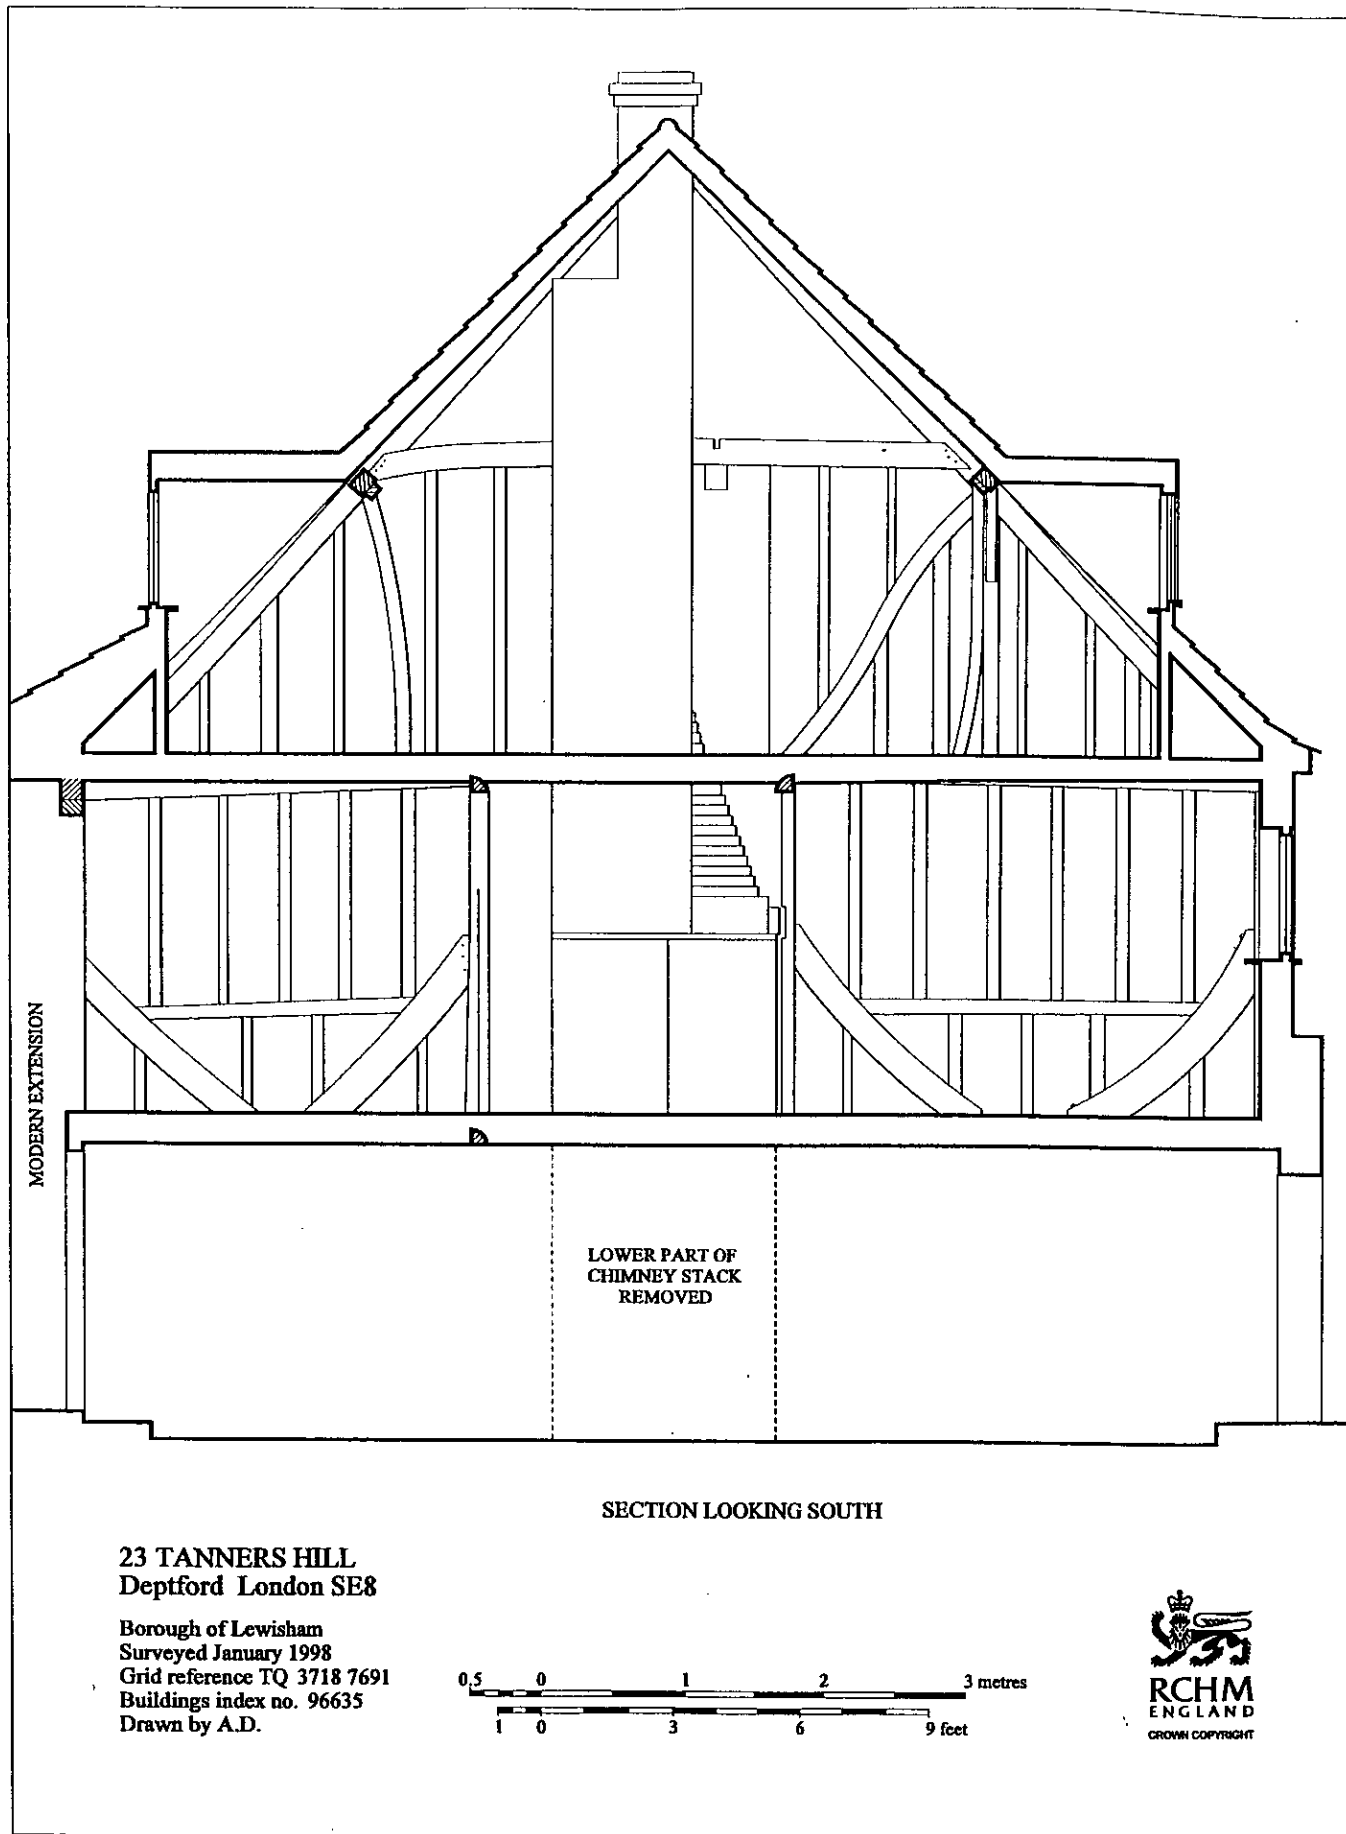 MODERN EXTENSION
LOWER PART OF
CHIMNEY STACK
REMOVED
SECTION LOOKING SOUTH
23 TANNERS HILL
Deptford London SE8
Borough of Lewisham
Surveyed January 1998
Grid reference TQ 3718 7691
Buildings index no. 96635
Drawn by A.D.
0.5 0 1 2 3 metres
1 0 3 6 9 feet
RCHM
ENGLAND
CROWN COPYRIGHT